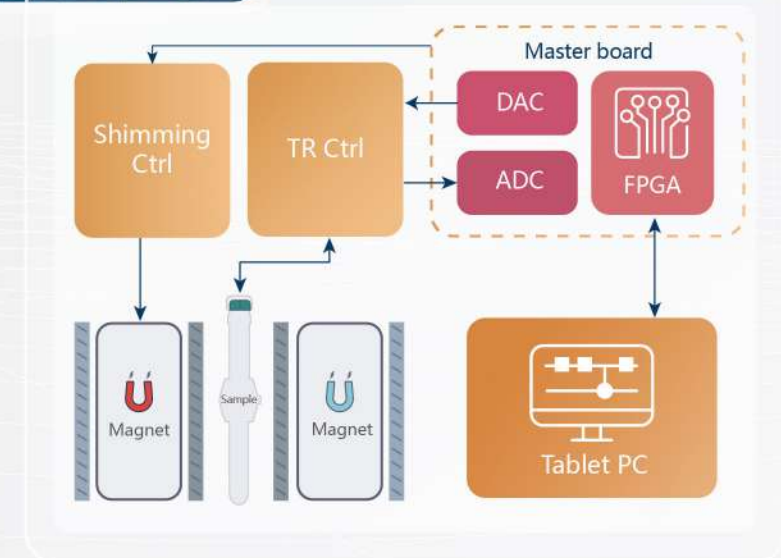 Master board
Shimming
Ctrl
TR Ctrl
DAC
ADC
FPGA
Magnet
Sample
Magnet
Tablet PC